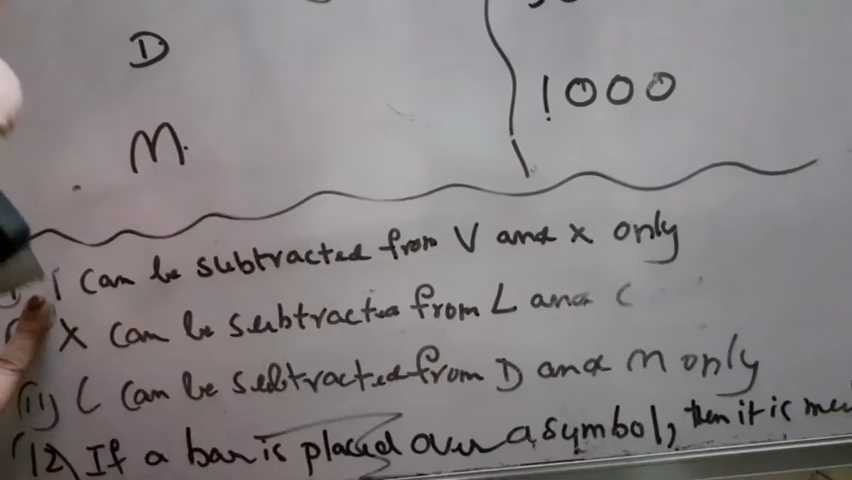 D
1000
M
I can be subtracted from V and X only
X can be subtracted from L and C
(11) C can be subtracted from D and M only
(12) If a bar is placed over a symbol, then it is